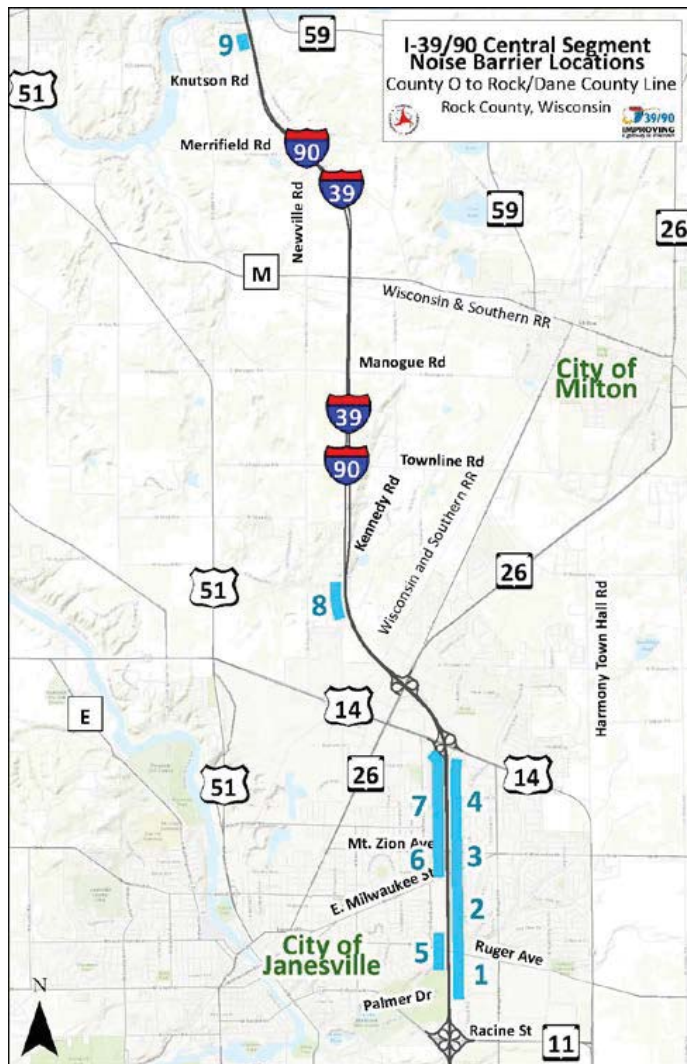 I-39/90 Central Segment
Noise Barrier Locations
County O to Rock/Dane County Line
Rock County, Wisconsin
39/90
IMPROVING
9
59
Knutson Rd
51
Merrifield Rd
90
39
59
26
Newville Rd
M
Wisconsin & Southern RR
Manogue Rd
City of
Milton
39
90
Townline Rd
Kennedy Rd
Wisconsin and Southern RR
26
51
8
Harmony Town Hall Rd
14
E
26
51
14
7
4
Mt. Zion Ave
6
3
E. Milwaukee St
2
City of
Janesville
5
Ruger Ave
1
N
Palmer Dr
Racine St
11